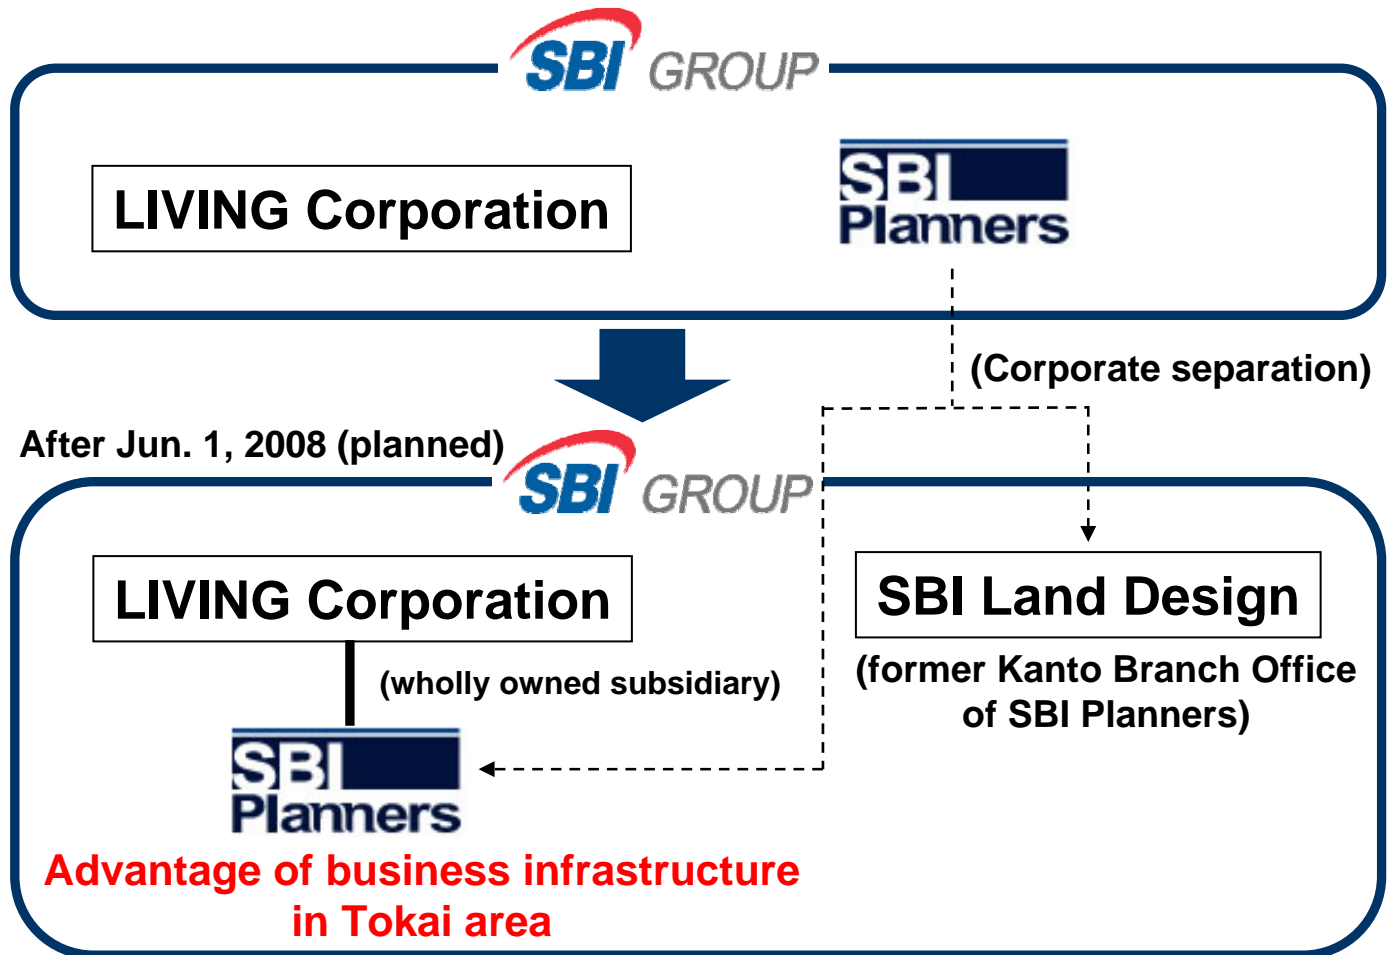 SBI GROUP
LIVING Corporation
SBI
Planners
(Corporate separation)
After Jun. 1, 2008 (planned)
SBI GROUP
LIVING Corporation
SBI Land Design
(former Kanto Branch Office
of SBI Planners)
(wholly owned subsidiary)
SBI
Planners
Advantage of business infrastructure
in Tokai area